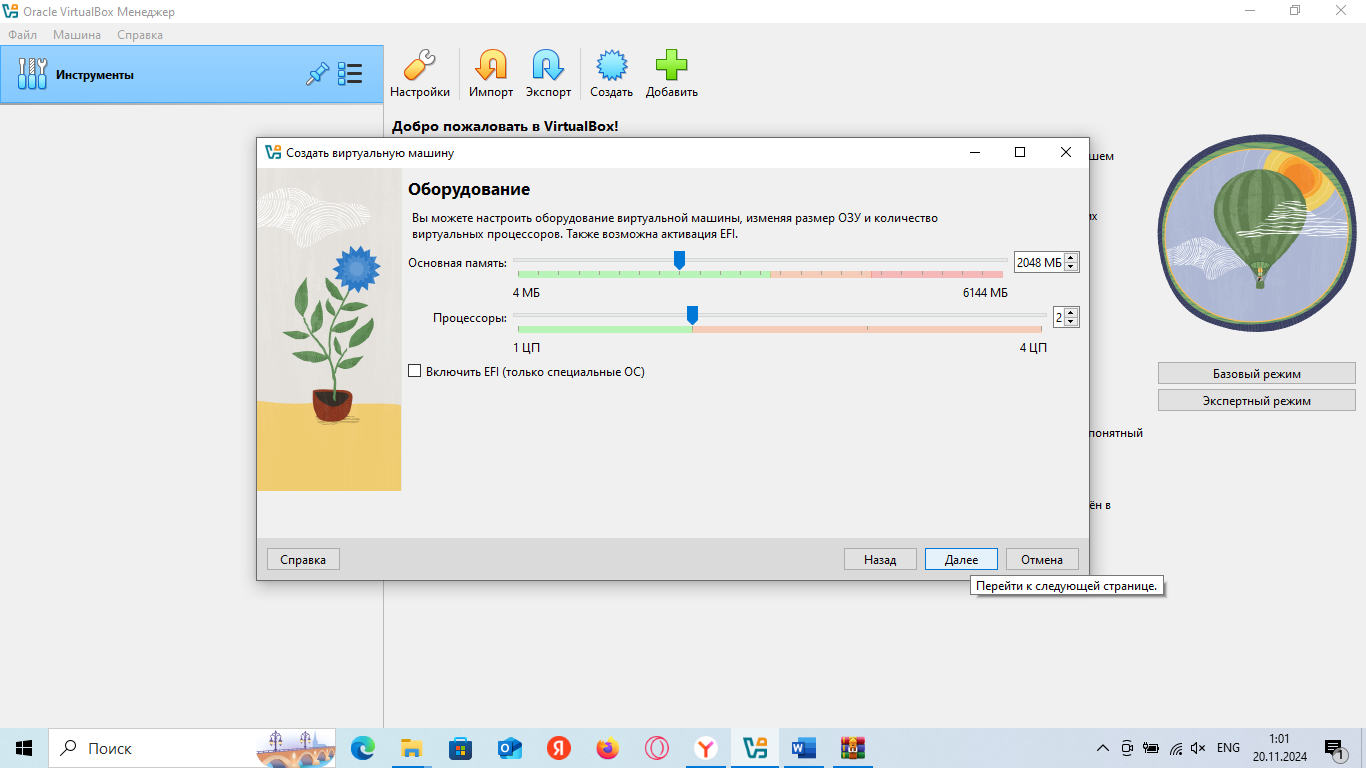 Oracle VirtualBox Менеджер
Файл Машина Справка
Инструменты
Настройки Импорт Экспорт Создать Добавить
Добро пожаловать в VirtualBox!
Создать виртуальную машину
шем
Оборудование
Вы можете настроить оборудование виртуальной машины, изменяя размер ОЗУ и количество
виртуальных процессоров. Также возможна активация EFI.
их
Основная память: 2048 МБ
4 МБ 6144 МБ
Процессоры: 2
1 ЦП 4 ЦП
Включить EFI (только специальные ОС)
Базовый режим
Экспертный режим
понятный
ён в
Справка Назад Далее Отмена
Перейти к следующей странице.
Поиск
ENG
1:01
20.11.2024
1